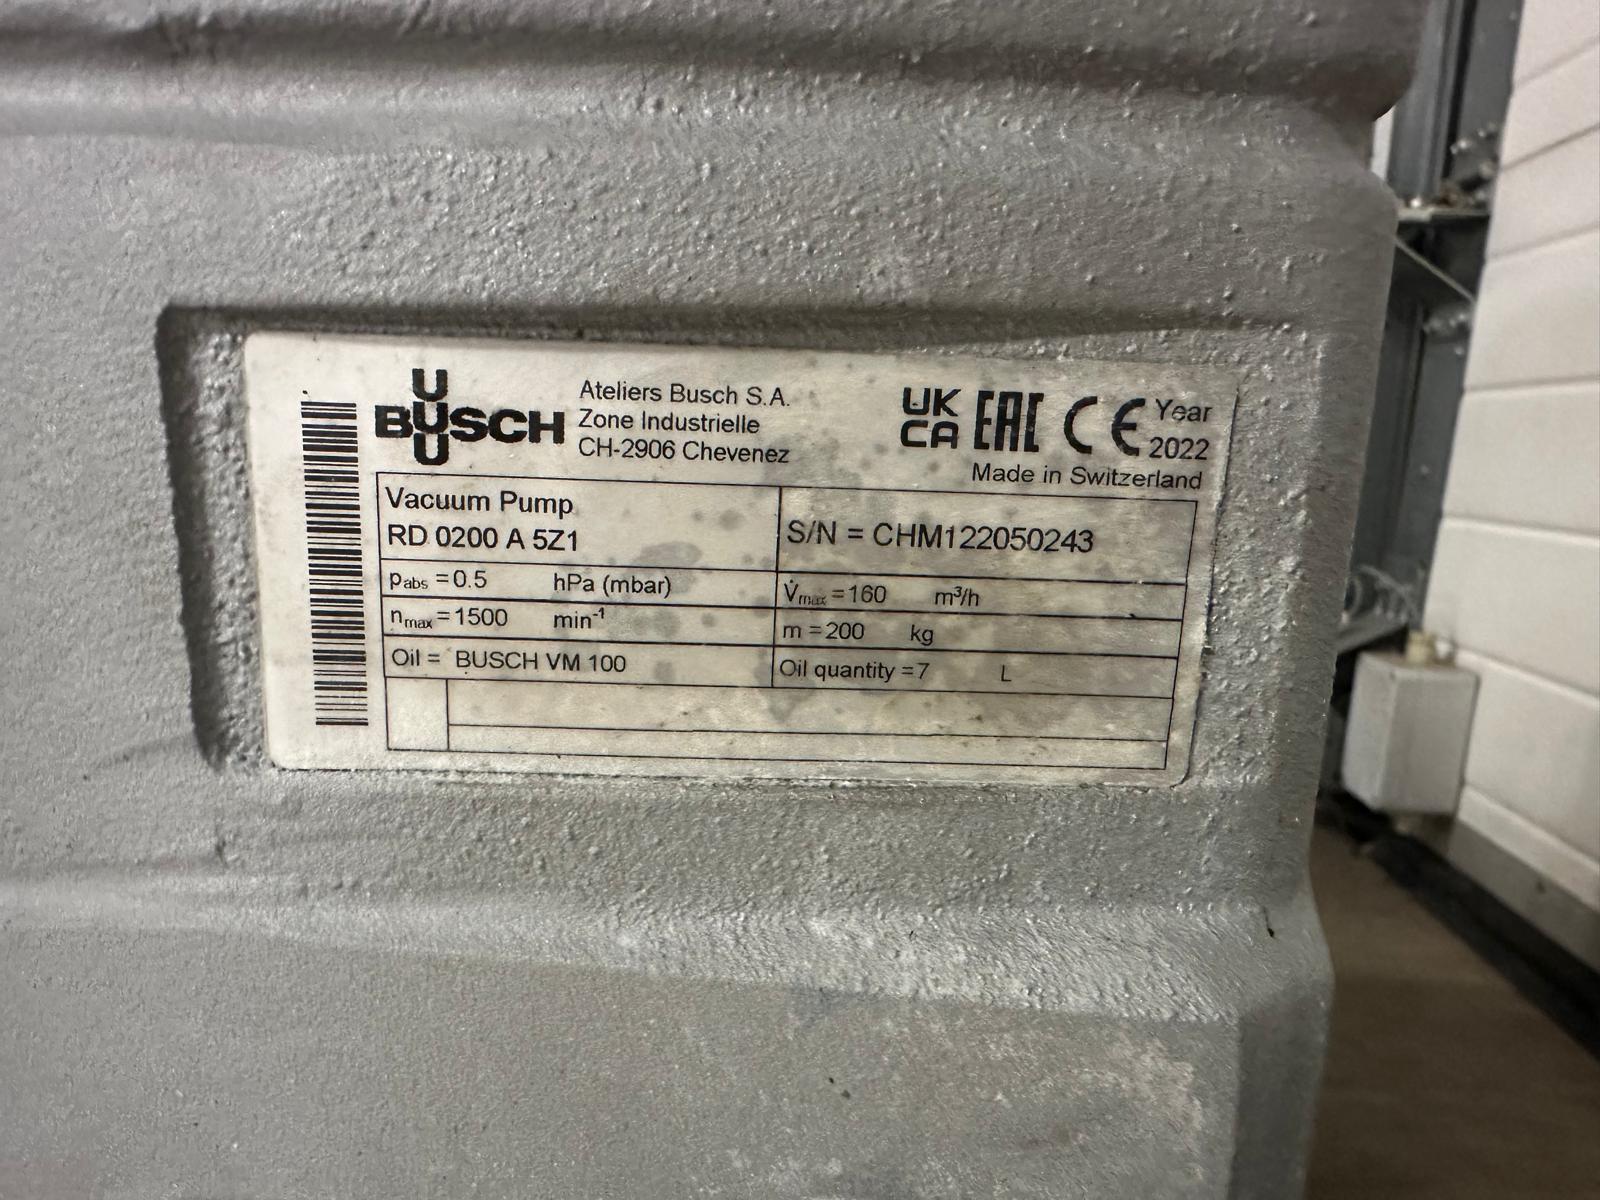 BUSCH
Ateliers Busch S.A.
Zone Industrielle
CH-2906 Chevenez
UK
CA EAC CE Year
2022
Made in Switzerland
Vacuum Pump
RD 0200 A 5Z1
S/N = CHM122050243
pabs =0.5 hPa (mbar)
V̇max =160 m³/h
nmax =1500 min⁻¹
m =200 kg
Oil = BUSCH VM 100
Oil quantity =7 L